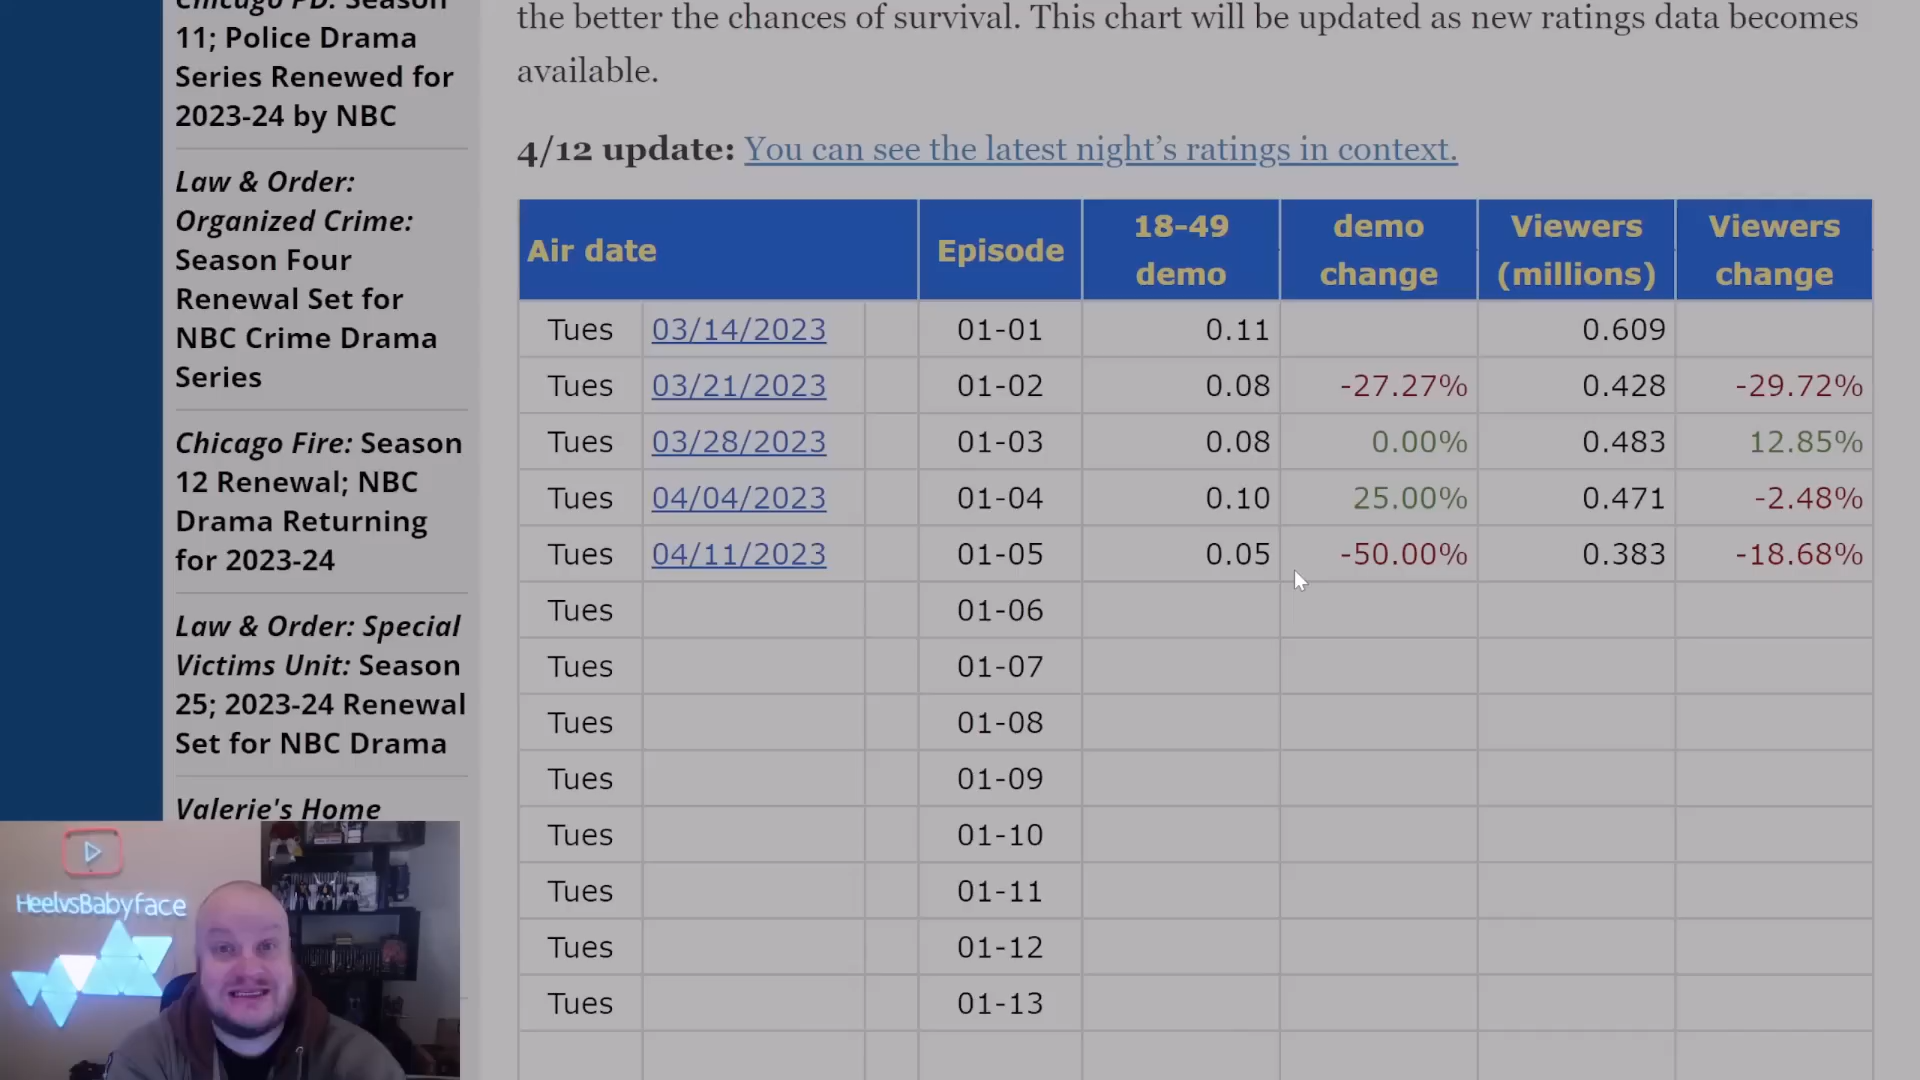 Chicago PD: Season
11; Police Drama
Series Renewed for
2023-24 by NBC
Law & Order:
Organized Crime:
Season Four
Renewal Set for
NBC Crime Drama
Series
Chicago Fire: Season
12 Renewal; NBC
Drama Returning
for 2023-24
Law & Order: Special
Victims Unit: Season
25; 2023-24 Renewal
Set for NBC Drama
Valerie's Home
the better the chances of survival. This chart will be updated as new ratings data becomes
available.
4/12 update: You can see the latest night’s ratings in context.
Air date Episode 18-49 demo demo change Viewers (millions) Viewers change
Tues 03/14/2023 01-01 0.11 0.609
Tues 03/21/2023 01-02 0.08 -27.27% 0.428 -29.72%
Tues 03/28/2023 01-03 0.08 0.00% 0.483 12.85%
Tues 04/04/2023 01-04 0.10 25.00% 0.471 -2.48%
Tues 04/11/2023 01-05 0.05 -50.00% 0.383 -18.68%
Tues 01-06
Tues 01-07
Tues 01-08
Tues 01-09
Tues 01-10
Tues 01-11
Tues 01-12
Tues 01-13
HeelvsBabyface